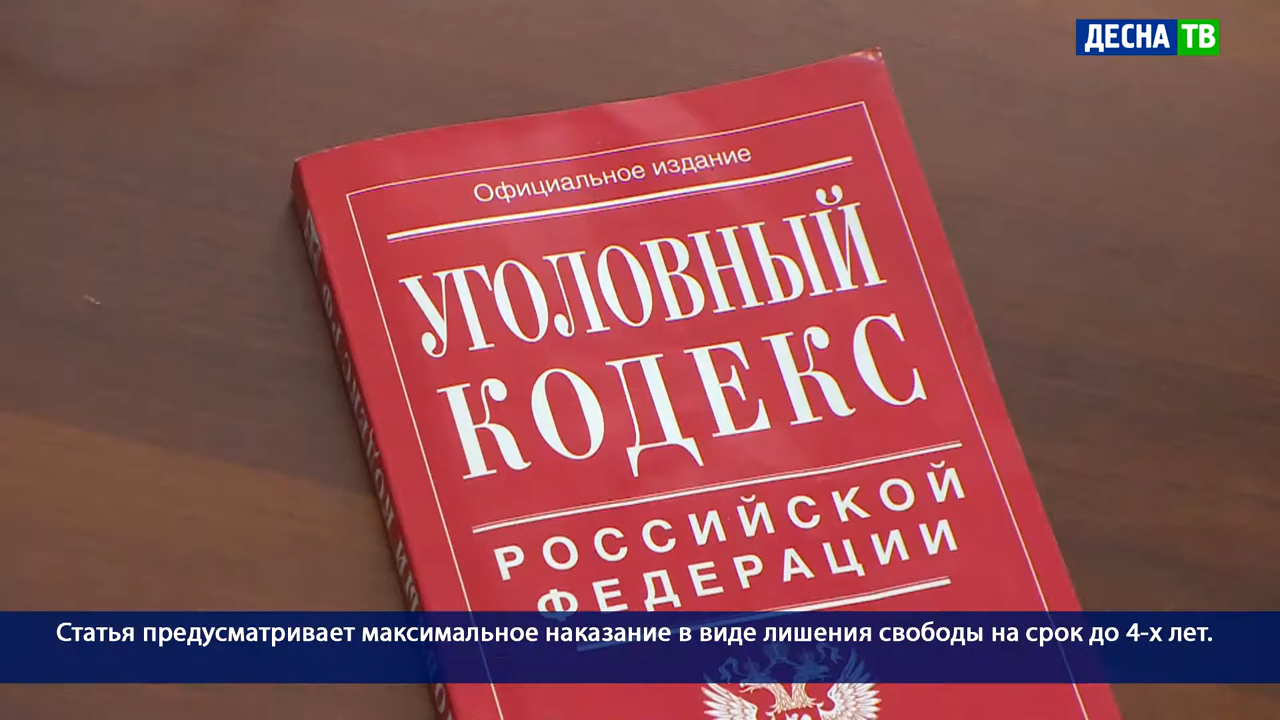 ДЕСНА ТВ
Официальное издание
УГОЛОВНЫЙ
КОДЕКС
РОССИЙСКОЙ
ФЕДЕРАЦИИ
Статья предусматривает максимальное наказание в виде лишения свободы на срок до 4-х лет.